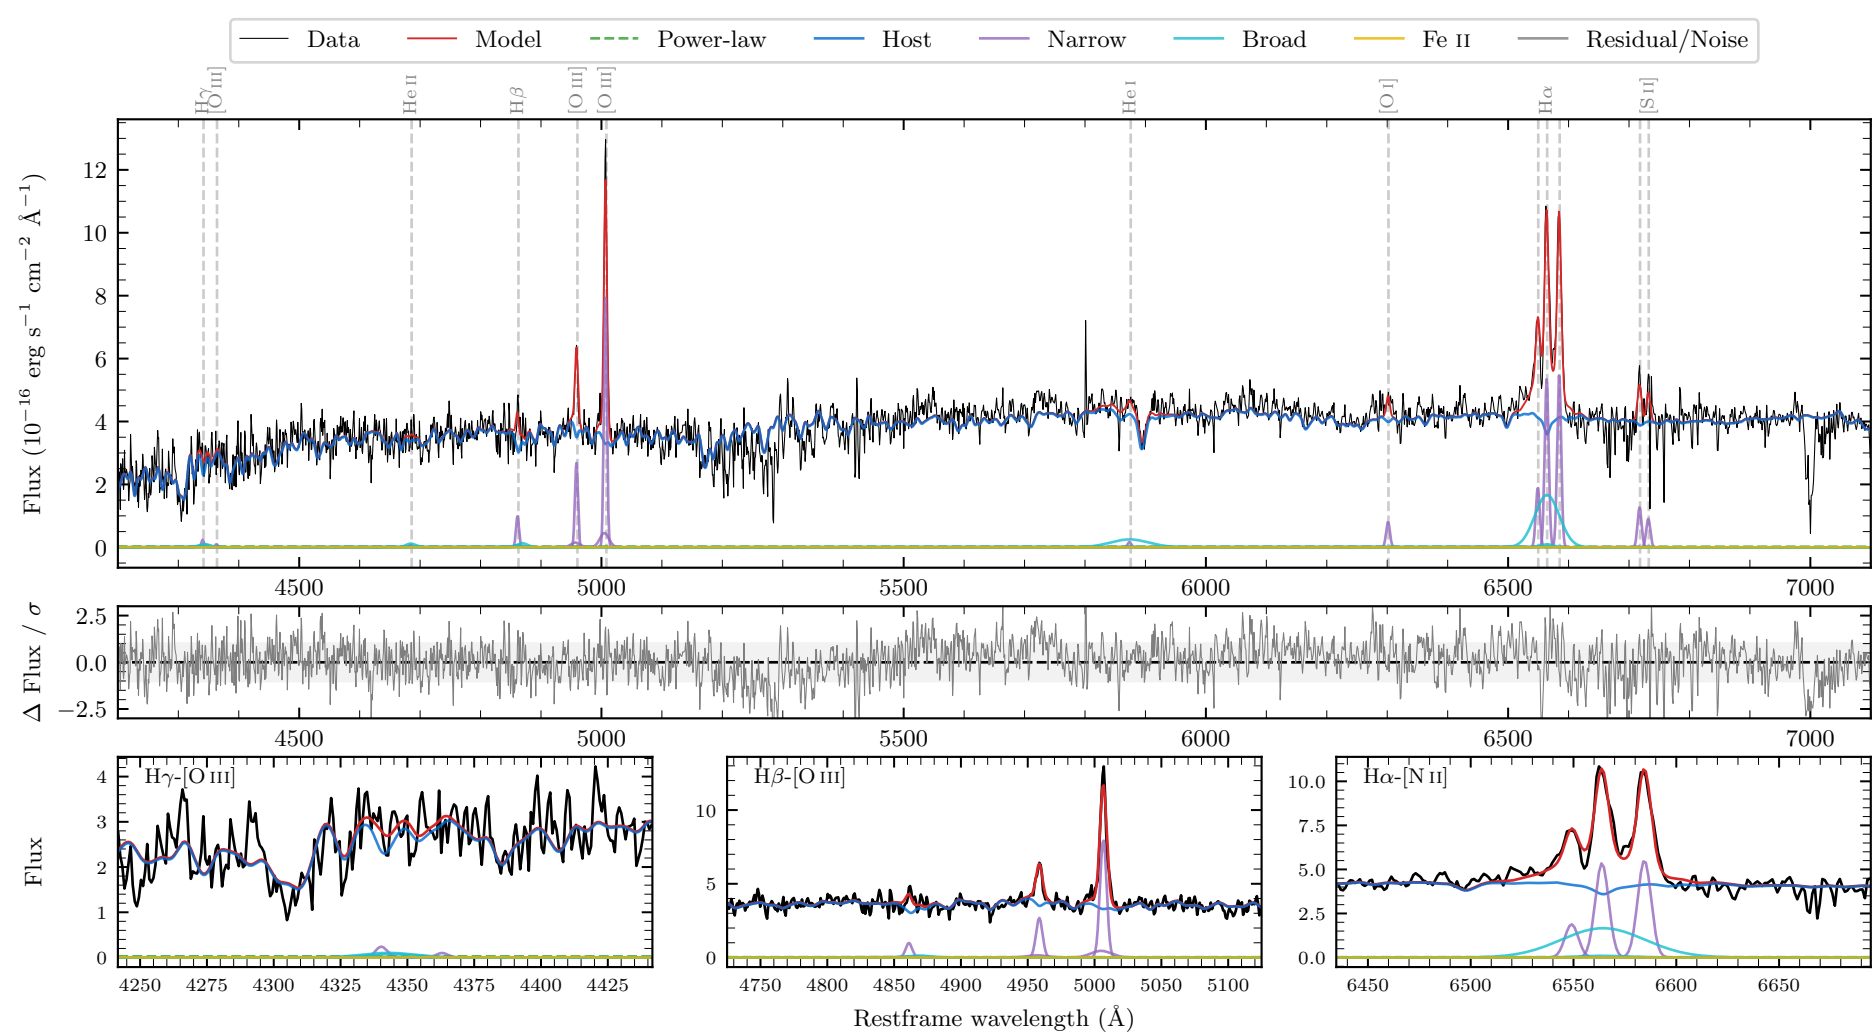 Data Model Power-law Host Narrow Broad Fe II Residual/Noise
Hγ [O III] He II Hβ [O III] [O III] He I [O I] Hα [S II]
Flux (10⁻¹⁶ erg s⁻¹ cm⁻² Å⁻¹)
12
10
8
6
4
2
0
4500 5000 5500 6000 6500 7000
Δ Flux / σ
2.5
0.0
−2.5
4500 5000 5500 6000 6500 7000
Flux
Hγ-[O III]
4
3
2
1
0
4250 4275 4300 4325 4350 4375 4400 4425
Hβ-[O III]
10
5
0
4750 4800 4850 4900 4950 5000 5050 5100
Hα-[N II]
10.0
7.5
5.0
2.5
0.0
6450 6500 6550 6600 6650
Restframe wavelength (Å)